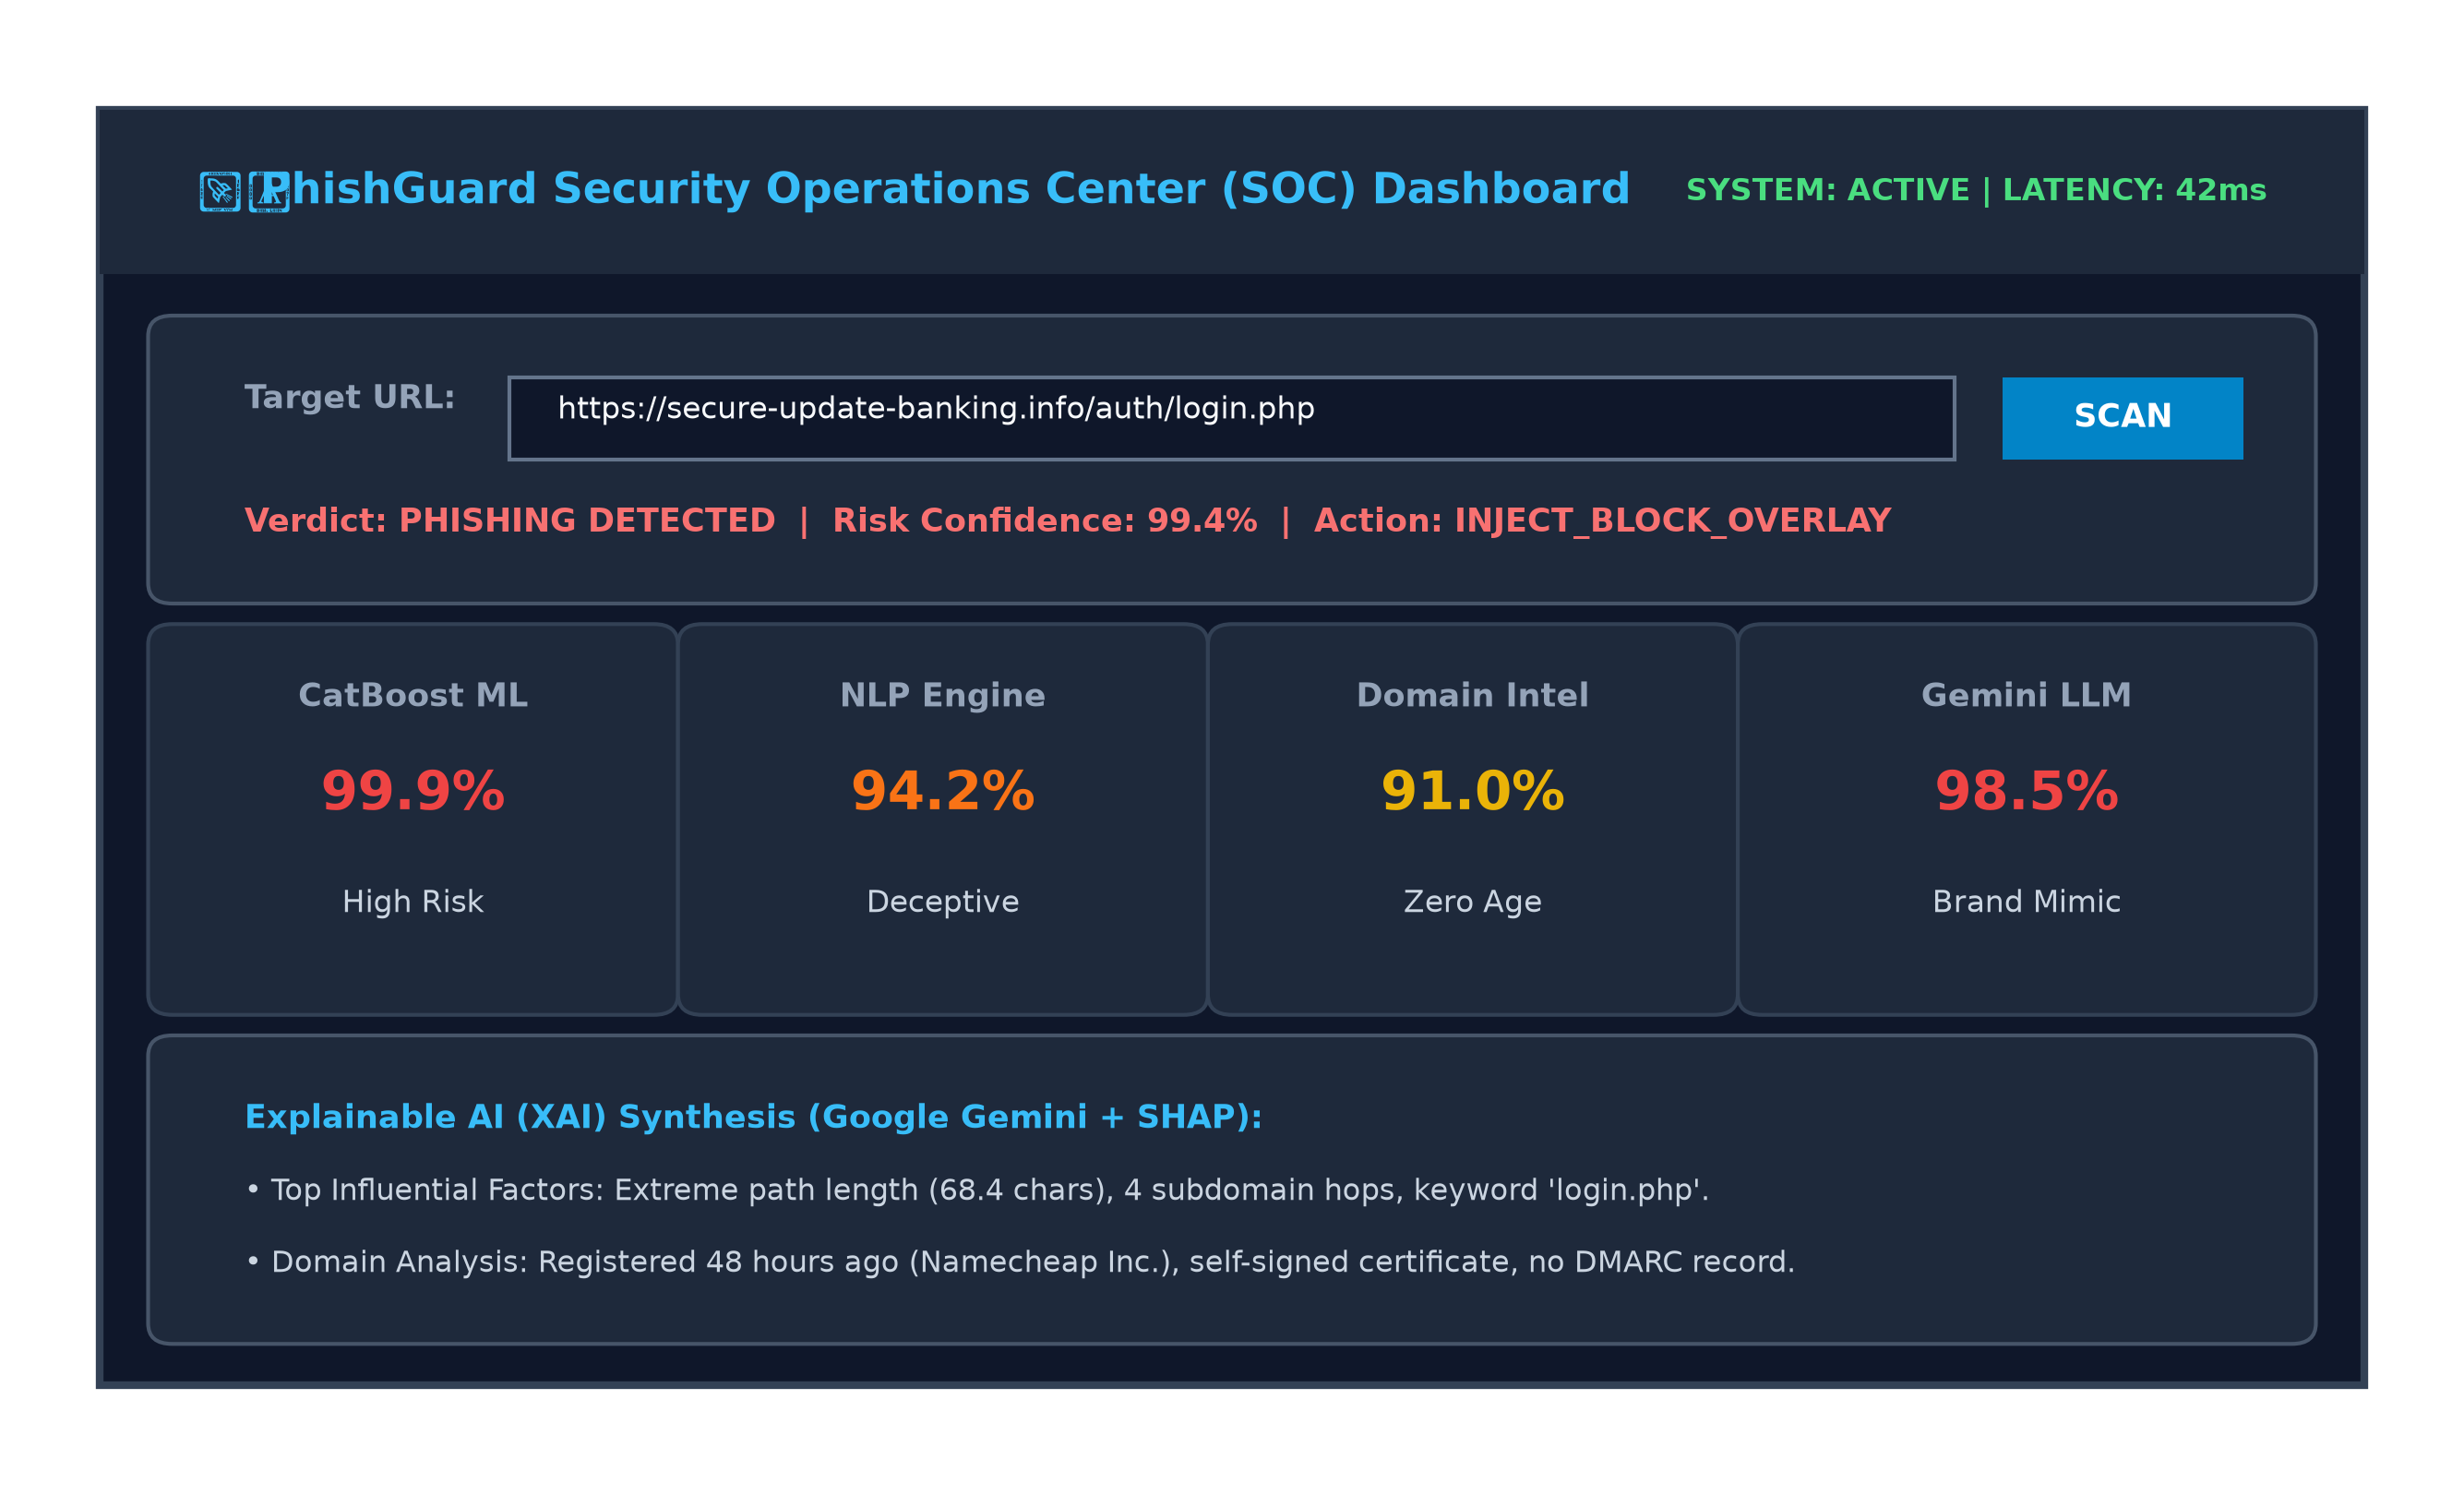 PhishGuard Security Operations Center (SOC) Dashboard
SYSTEM: ACTIVE | LATENCY: 42ms
Target URL:
https://secure-update-banking.info/auth/login.php
SCAN
Verdict: PHISHING DETECTED | Risk Confidence: 99.4% | Action: INJECT_BLOCK_OVERLAY
CatBoost ML
99.9%
High Risk
NLP Engine
94.2%
Deceptive
Domain Intel
91.0%
Zero Age
Gemini LLM
98.5%
Brand Mimic
Explainable AI (XAI) Synthesis (Google Gemini + SHAP):
• Top Influential Factors: Extreme path length (68.4 chars), 4 subdomain hops, keyword 'login.php'.
• Domain Analysis: Registered 48 hours ago (Namecheap Inc.), self-signed certificate, no DMARC record.